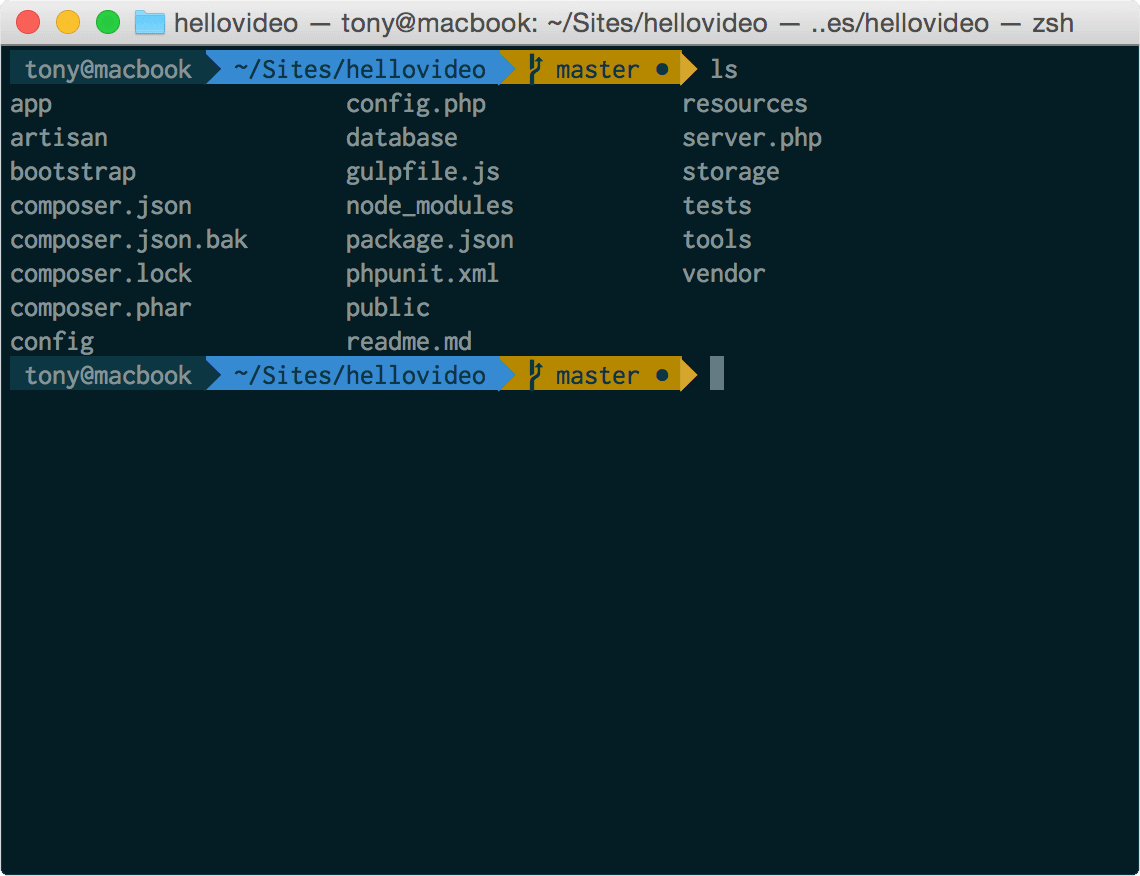 hellovideo — tony@macbook: ~/Sites/hellovideo — ..es/hellovideo — zsh
tony@macbook ~/Sites/hellovideo master ● ls
app config.php resources
artisan database server.php
bootstrap gulpfile.js storage
composer.json node_modules tests
composer.json.bak package.json tools
composer.lock phpunit.xml vendor
composer.phar public
config readme.md
tony@macbook ~/Sites/hellovideo master ●